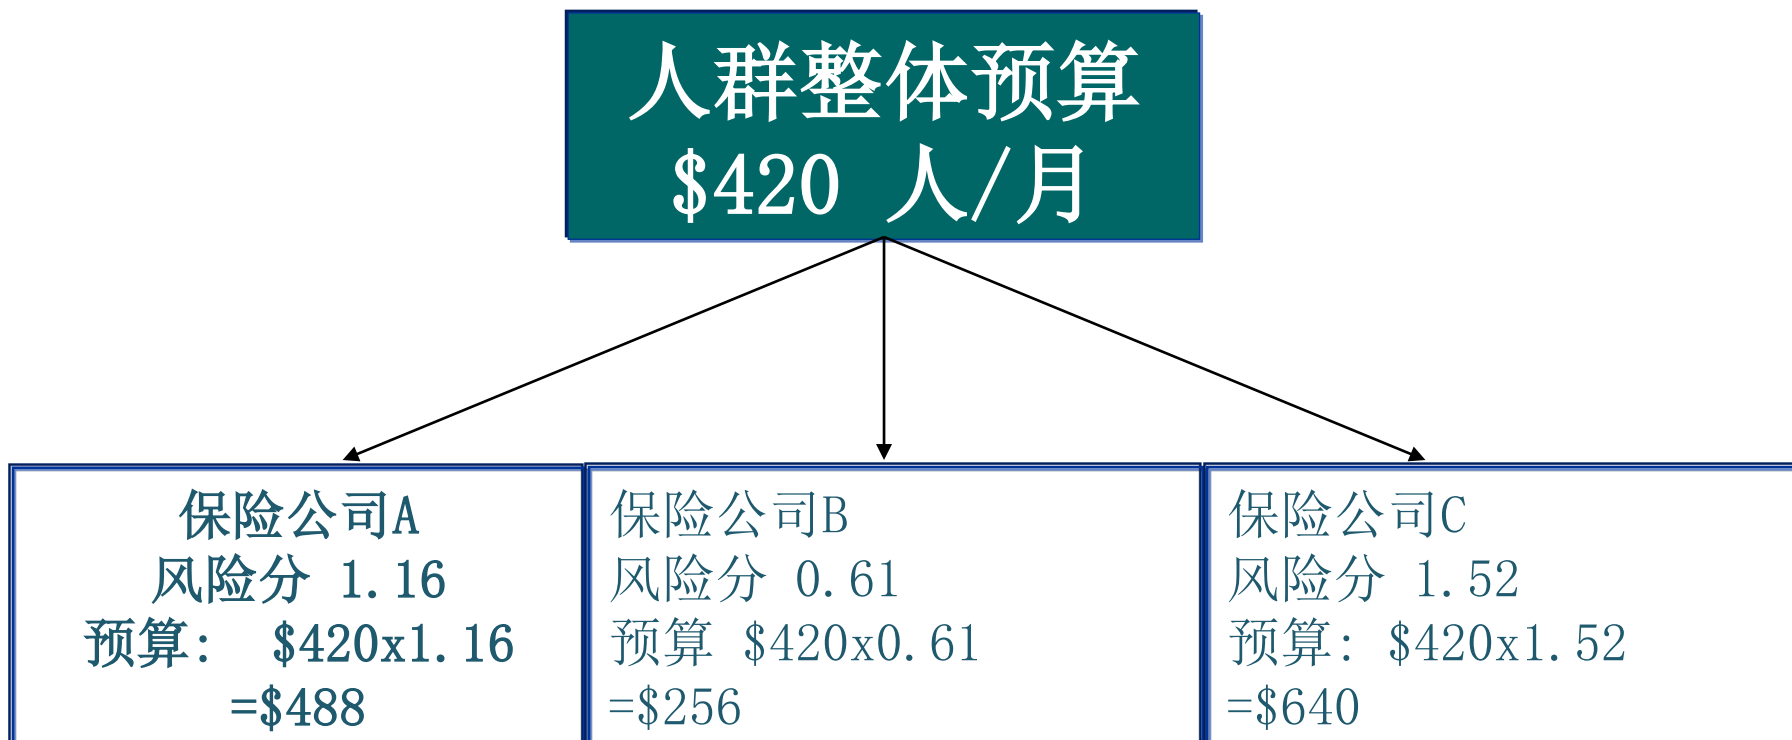 人群整体预算
$420 人/月
保险公司A
风险分 1.16
预算: $420x1.16
=$488
保险公司B
风险分 0.61
预算 $420x0.61
=$256
保险公司C
风险分 1.52
预算: $420x1.52
=$640